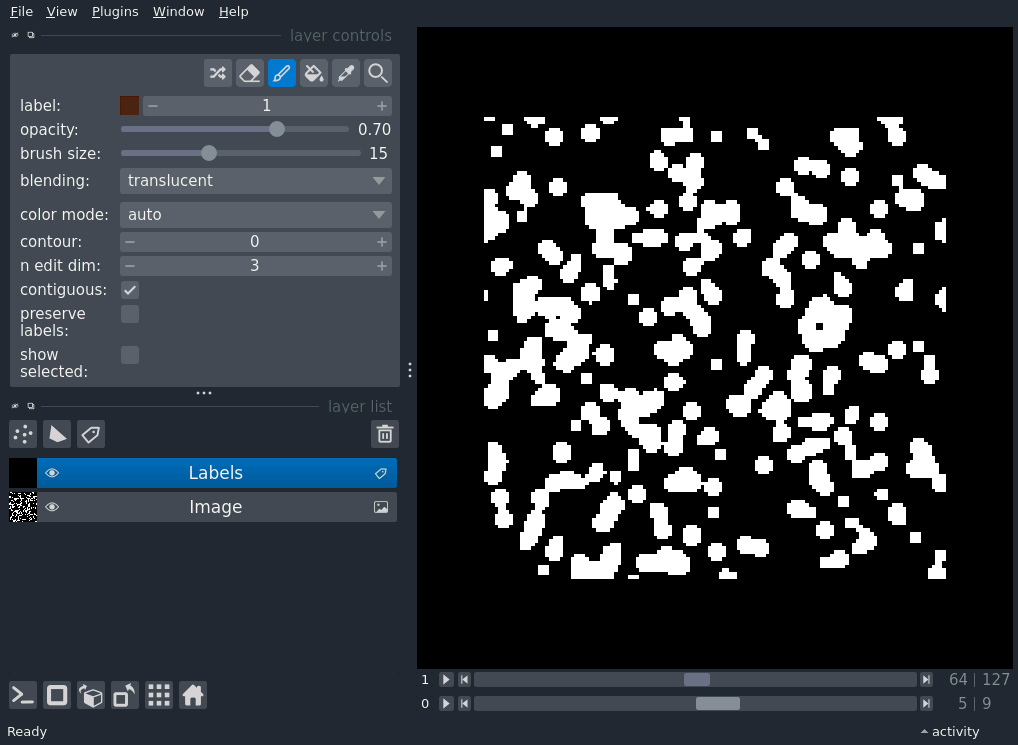 File View Plugins Window Help
layer controls
label: 1
opacity: 0.70
brush size: 15
blending: translucent
color mode: auto
contour: 0
n edit dim: 3
contiguous:
preserve
labels:
show
selected:
layer list
Labels
Image
1 64 | 127
0 5 | 9
Ready activity